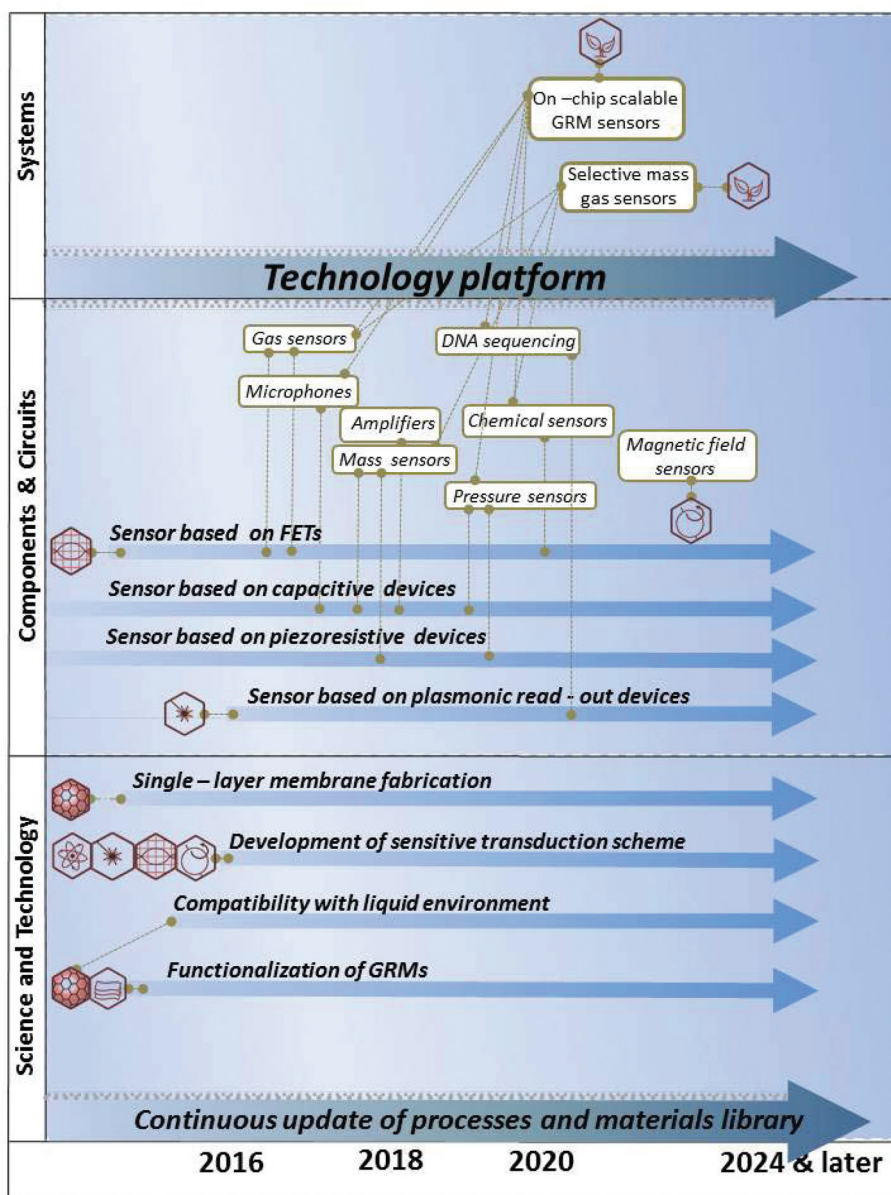 Systems
On –chip scalable
GRM sensors
Selective mass
gas sensors
Technology platform
Components & Circuits
Gas sensors
DNA sequencing
Microphones
Amplifiers
Chemical sensors
Mass sensors
Magnetic field
sensors
Pressure sensors
Sensor based on FETs
Sensor based on capacitive devices
Sensor based on piezoresistive devices
Sensor based on plasmonic read - out devices
Science and Technology
Single – layer membrane fabrication
Development of sensitive transduction scheme
Compatibility with liquid environment
Functionalization of GRMs
Continuous update of processes and materials library
2016 2018 2020 2024 & later